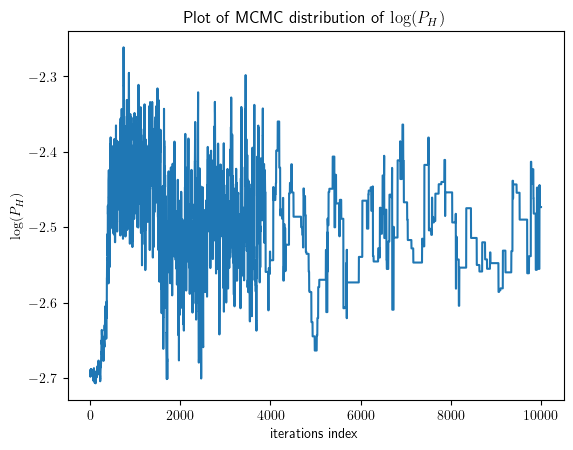 Plot of MCMC distribution of log(P_H)
log(P_H)
−2.3
−2.4
−2.5
−2.6
−2.7
0 2000 4000 6000 8000 10000
iterations index